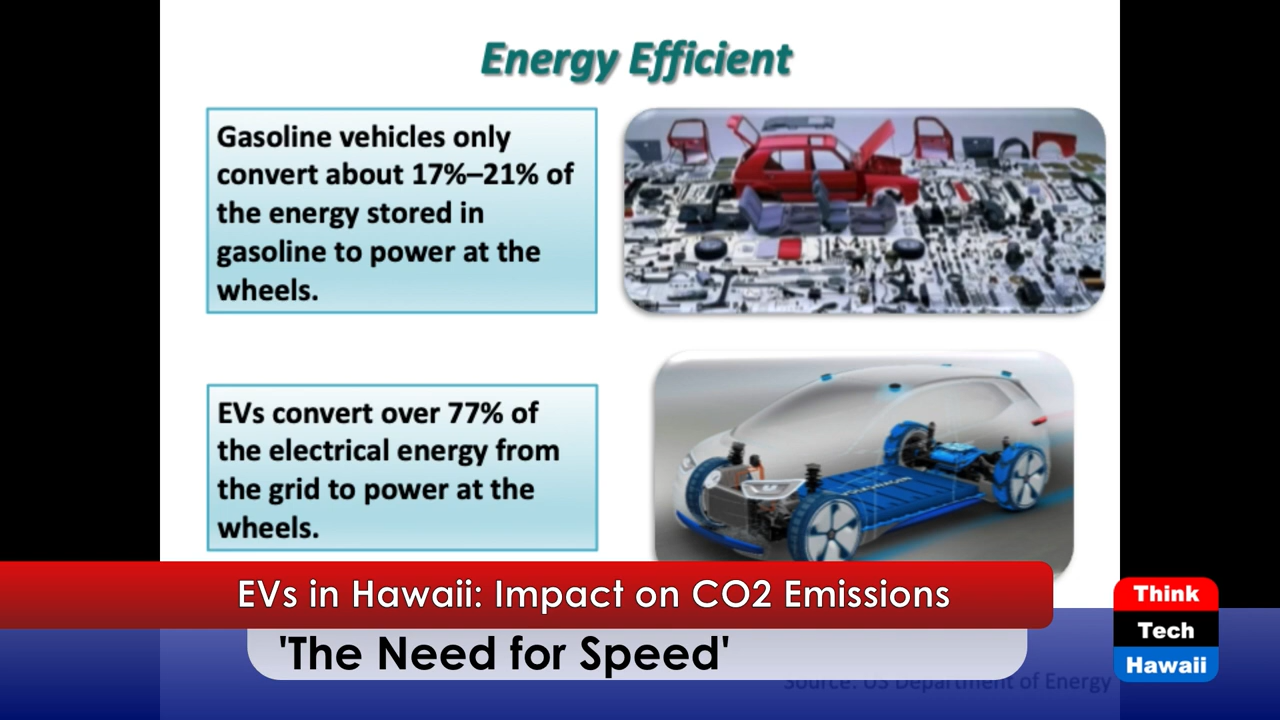 Energy Efficient
Gasoline vehicles only
convert about 17%–21% of
the energy stored in
gasoline to power at the
wheels.
EVs convert over 77% of
the electrical energy from
the grid to power at the
wheels.
VOLKSWAGEN
EVs in Hawaii: Impact on CO2 Emissions
'The Need for Speed'
Think
Tech
Hawaii
Source: US Department of Energy